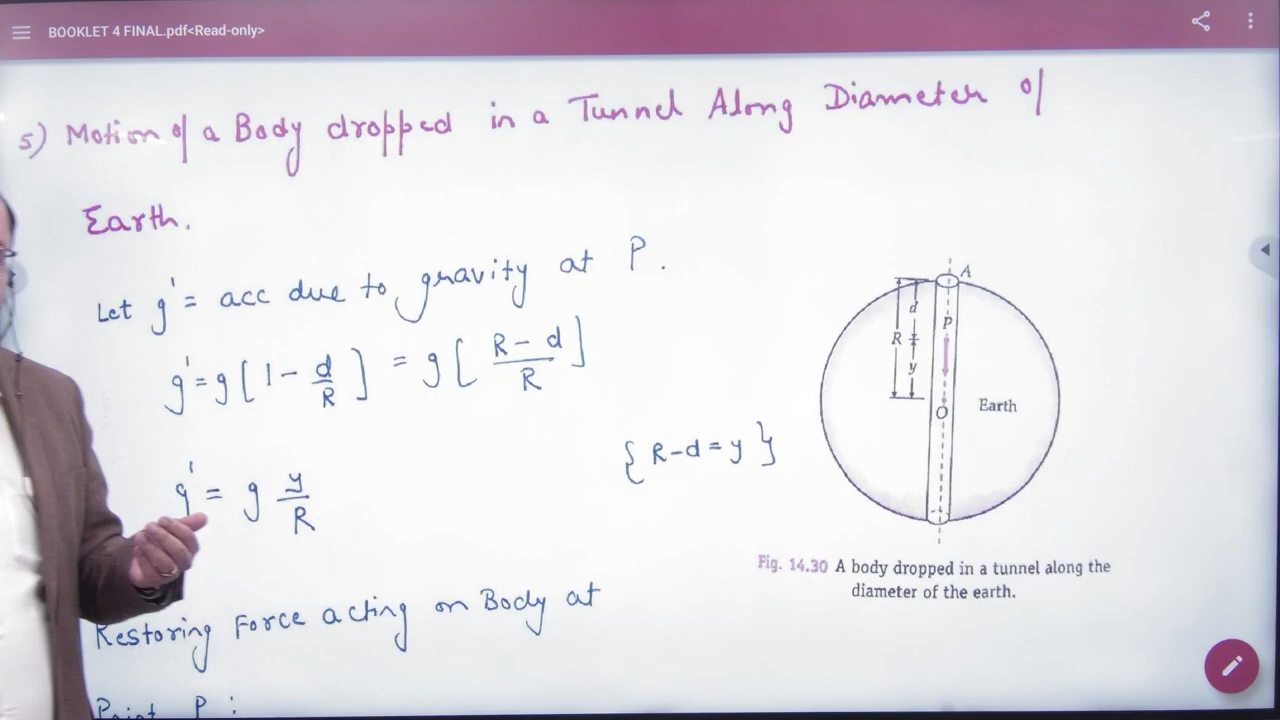 BOOKLET 4 FINAL.pdf<Read-only>
5) Motion of a Body dropped in a Tunnel Along Diameter of
Earth.
Let g' = acc due to gravity at P.
g' = g [ 1 - d/R ] = g [ R - d / R ]
{ R - d = y }
g' = g y/R
Restoring Force acting on Body at
Point P :
A
d
P
R
y
O
Earth
Fig. 14.30 A body dropped in a tunnel along the
diameter of the earth.